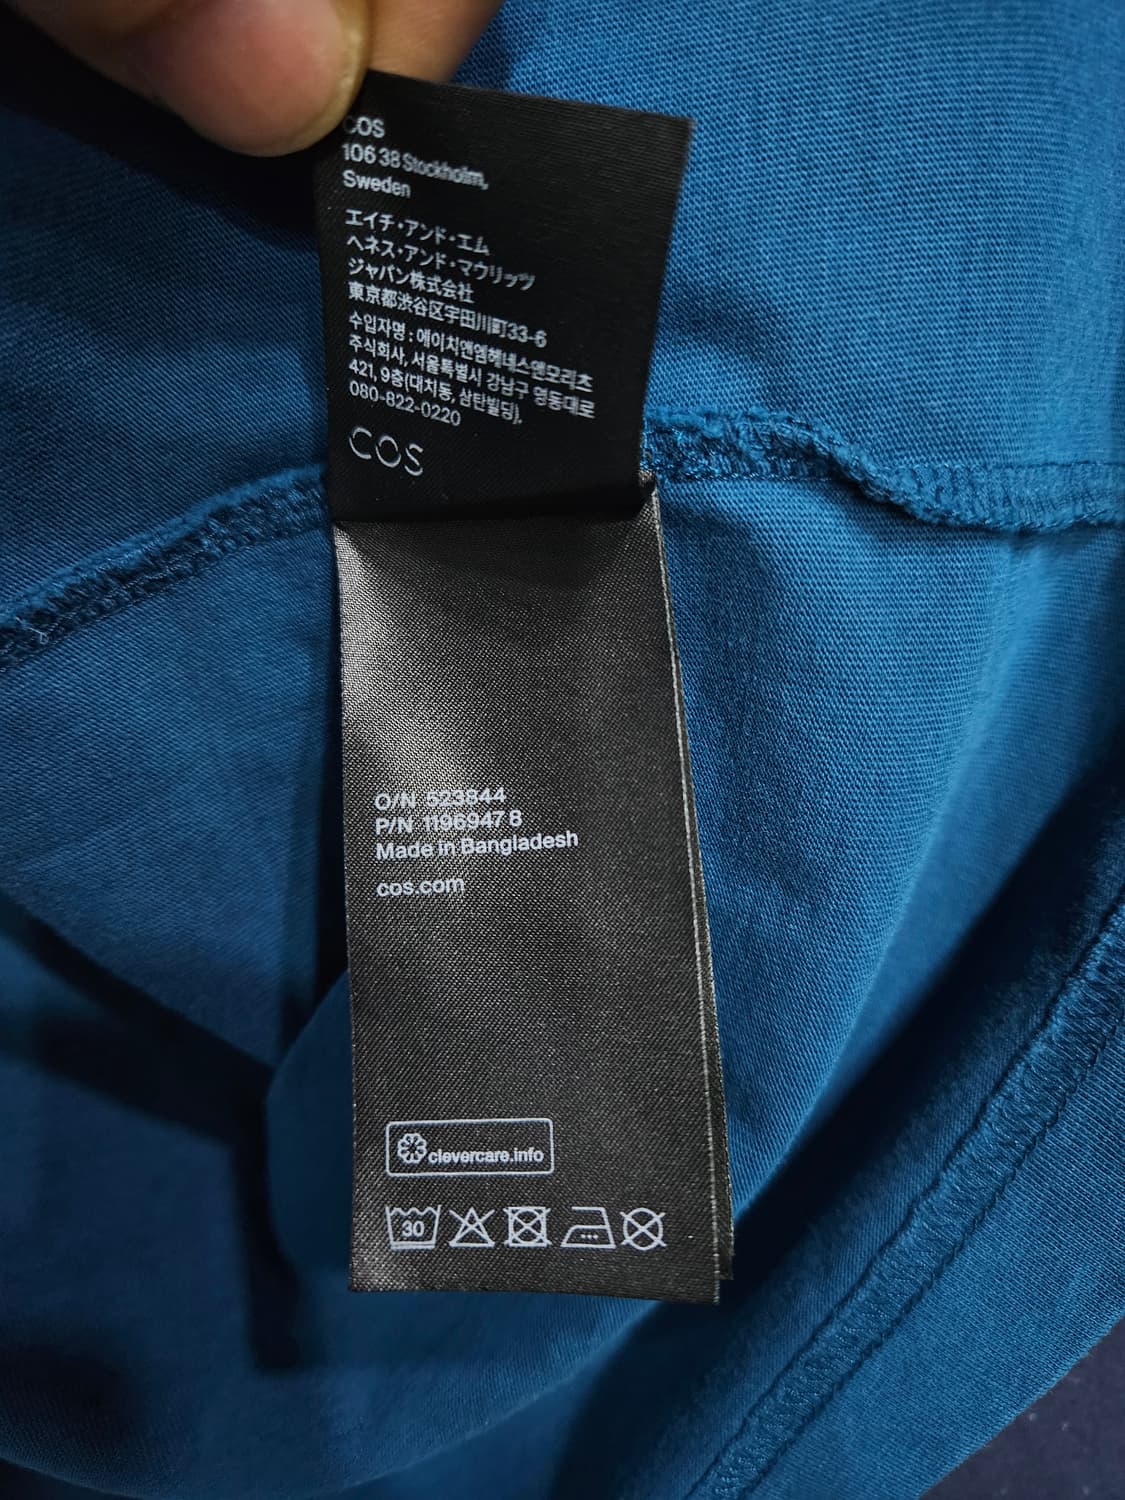 COS
106 38 Stockholm,
Sweden
エイチ・アンド・エム
ヘネス・アンド・マウリッツ
ジャパン株式会社
東京都渋谷区宇田川町33-6
수입자명 : 에이치앤엠헤네스앤모리츠
주식회사, 서울특별시 강남구 영동대로
421, 9층(대치동, 삼탄빌딩).
080-822-0220
COS
O/N 523844
P/N 1196947 8
Made in Bangladesh
cos.com
clevercare.info
30